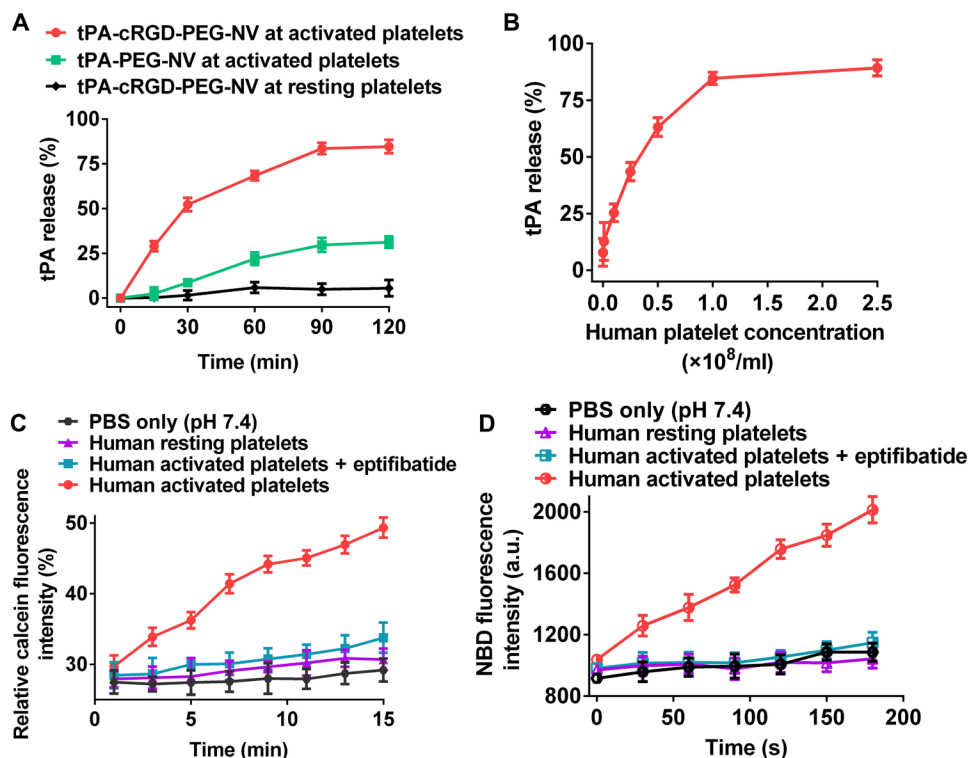 A
tPA-cRGD-PEG-NV at activated platelets
tPA-PEG-NV at activated platelets
tPA-cRGD-PEG-NV at resting platelets
tPA release (%)
100
75
50
25
0
0 30 60 90 120
Time (min)
B
tPA release (%)
100
75
50
25
0
0.0 0.5 1.0 1.5 2.0 2.5
Human platelet concentration
(×10⁸/ml)
C
PBS only (pH 7.4)
Human resting platelets
Human activated platelets + eptifibatide
Human activated platelets
Relative calcein fluorescence
intensity (%)
50
40
30
0 5 10 15
Time (min)
D
PBS only (pH 7.4)
Human resting platelets
Human activated platelets + eptifibatide
Human activated platelets
NBD fluorescence
intensity (a.u.)
2000
1600
1200
800
0 50 100 150 200
Time (s)